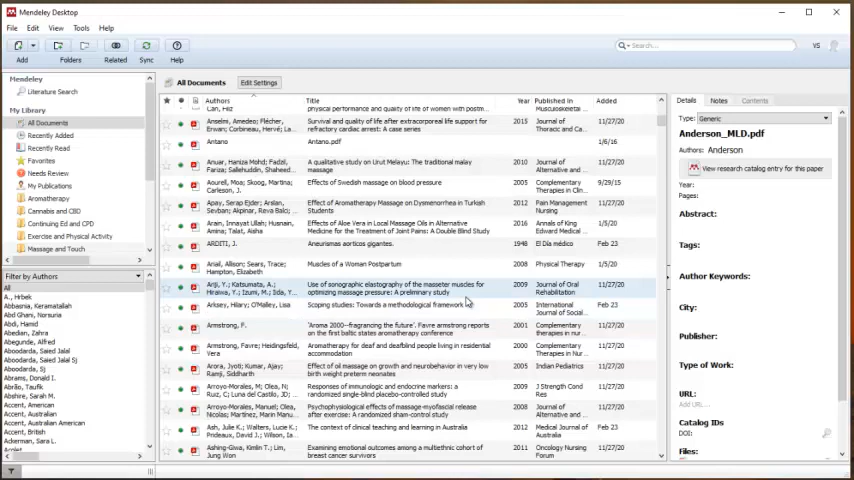 Mendeley Desktop
File Edit View Tools Help
Add Folders Related Sync Help
Search... VS
Mendeley
Literature Search
My Library
All Documents
Recently Added
Recently Read
Favorites
Needs Review
My Publications
Aromatherapy
Cannabis and CBD
Continuing Ed and CPD
Exercise and Physical Activity
Massage and Touch
Filter by Authors
All
A., Hrbek
Abbasnia, Keramatallah
Abd Ghani, Norsuria
Abdi, Hamid
Abedian, Zahra
Abegunde, Alfred
Aboodarda, Saeid Jalal
Aboodarda, Saied Jalal
Aboodarda, Sj
Abrams, Donald I.
Abrão, Taufik
Abshire, Sarah M.
Accent, American
Accent, Australian
Accent, Australian American
Accent, British
Ackerman, Sara L.
All Documents Edit Settings
Authors Title Year Published In Added
Can, Filiz physical performance and quality of life of women with postm... Musculoskeletal
Anselmi, Amedeo; Flécher, Survival and quality of life after extracorporeal life support for 2015 Journal of 11/27/20
Erwan; Corbineau, Hervé; La... refractory cardiac arrest: A case series Thoracic and Ca...
Antano Antano.pdf 1/6/16
Anuar, Haniza Mohd; Fadzil, A qualitative study on Urut Melayu: The traditional malay 2010 Journal of 11/27/20
Fariza; Sallehuddin, Shahridza... massage Alternative and...
Aourell, Moa; Skoog, Martina; Effects of Swedish massage on blood pressure 2005 Complementary 9/29/15
Carlesson, J. Therapies in Clin...
Apay, Serap Ejder; Arslan, Effect of Aromatherapy Massage on Dysmenorrhea in Turkish 2012 Pain Management 11/27/20
Sevban; Akpinar, Reva Balci; ... Students Nursing
Arain, Innayat Ullah; Husnain, Effects of Aloe Vera in Local Massage Oils in Alternative 2016 Annals of King 1/5/20
Amina; Talat, Aisha Medicine for the Treatment of Joint Pains: A Double Blind Study Edward Medical ...
ARDITI, J. Aneurismas aorticos gigantes. 1948 El Día médico Feb 23
Arial, Allison; Sears, Trace; Muscles of a Woman Postpartum 2008 Physical Therapy 1/5/20
Hampton, Elizabeth
Ariji, Y.; Katsumata, A.; Use of sonographic elastography of the masseter muscles for 2009 Journal of Oral 11/27/20
Hiraiwa, Y.; Izumi, M.; Iida, Y... optimizing massage pressure: A preliminary study Rehabilitation
Arksey, Hilary; O'Malley, Lisa Scoping studies: Towards a methodological framework 2005 International Feb 23
Journal of Social...
Armstrong, F. 'Aroma 2000--fragrancing the future'. Favre armstrong reports 2001 Complementary 11/27/20
on the first baltic states aromatherapy conference therapies in nur...
Armstrong, Favre; Heidingsfeld, Aromatherapy for deaf and deafblind people living in residential 2000 Complementary 11/27/20
Vera accommodation Therapies in Nur...
Arora, Jyoti; Kumar, Ajay; Effect of oil massage on growth and neurobehavior in very low 2005 Indian Pediatrics 11/27/20
Ramji, Siddharth birth weight preterm neonates
Arroyo-Morales, M; Olea, N; Responses of immunologic and endocrine markers: a 2009 J Strength Cond 11/27/20
Ruiz, C; Luna del Castilo, JD; ... randomized single-blind placebo-controlled study Res
Arroyo-Morales, Manuel; Olea, Psychophysiological effects of massage-myofascial release 2008 Journal of 11/27/20
Nicolas; Martinez, Marin Manu... after exercise: A randomized sham-control study Alternative and...
Ash, Julie K.; Walters, Lucie K.; The context of clinical teaching and learning in Australia 2012 Medical Journal of Feb 23
Prideaux, David J.; Wilson, Ia... Australia
Ashing-Giwa, Kimlin T.; Lim, Examining emotional outcomes among a multiethnic cohort of 2011 Oncology Nursing 11/27/20
Jung Won breast cancer survivors Forum
Details Notes Contents
Type: Generic
Anderson_MLD.pdf
Authors: Anderson
View research catalog entry for this paper
Year:
Pages:
Abstract:
Tags:
Author Keywords:
City:
Publisher:
Type of Work:
URL:
Add URL...
Catalog IDs
DOI:
Files: